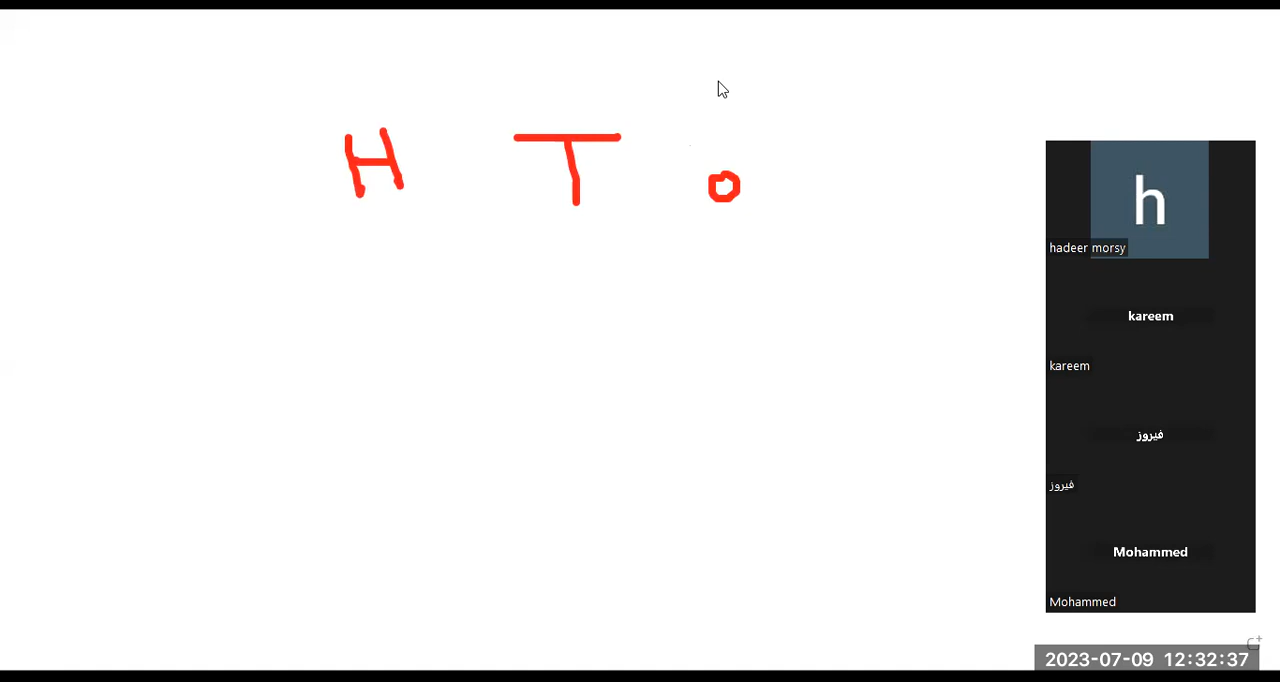 H T o
h
hadeer morsy
kareem
kareem
فيروز
فيروز
Mohammed
Mohammed
2023-07-09 12:32:37